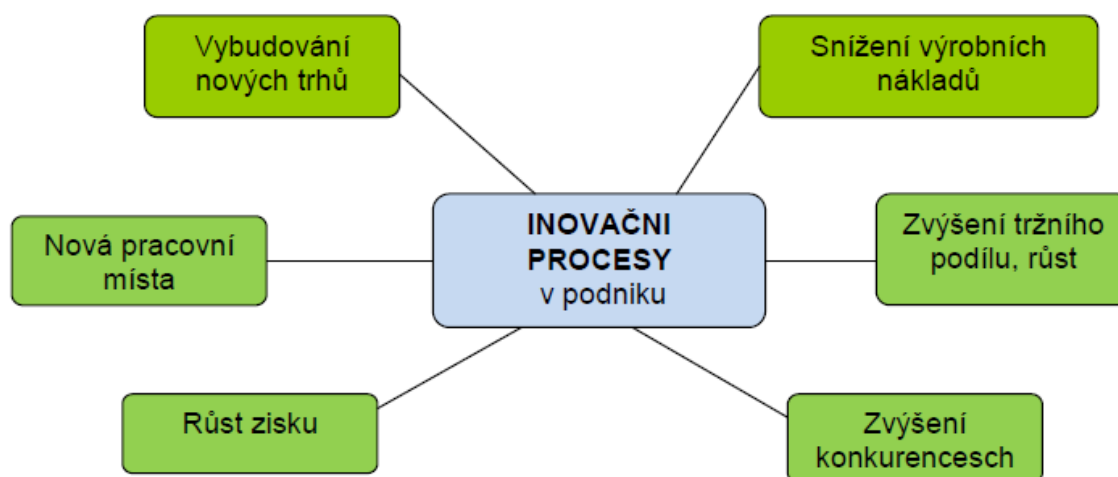 Vybudování
nových trhů
Snížení výrobních
nákladů
INOVAČNI
PROCESY
v podniku
Nová pracovní
místa
Zvýšení tržního
podílu, růst
Růst zisku
Zvýšení
konkurencesch